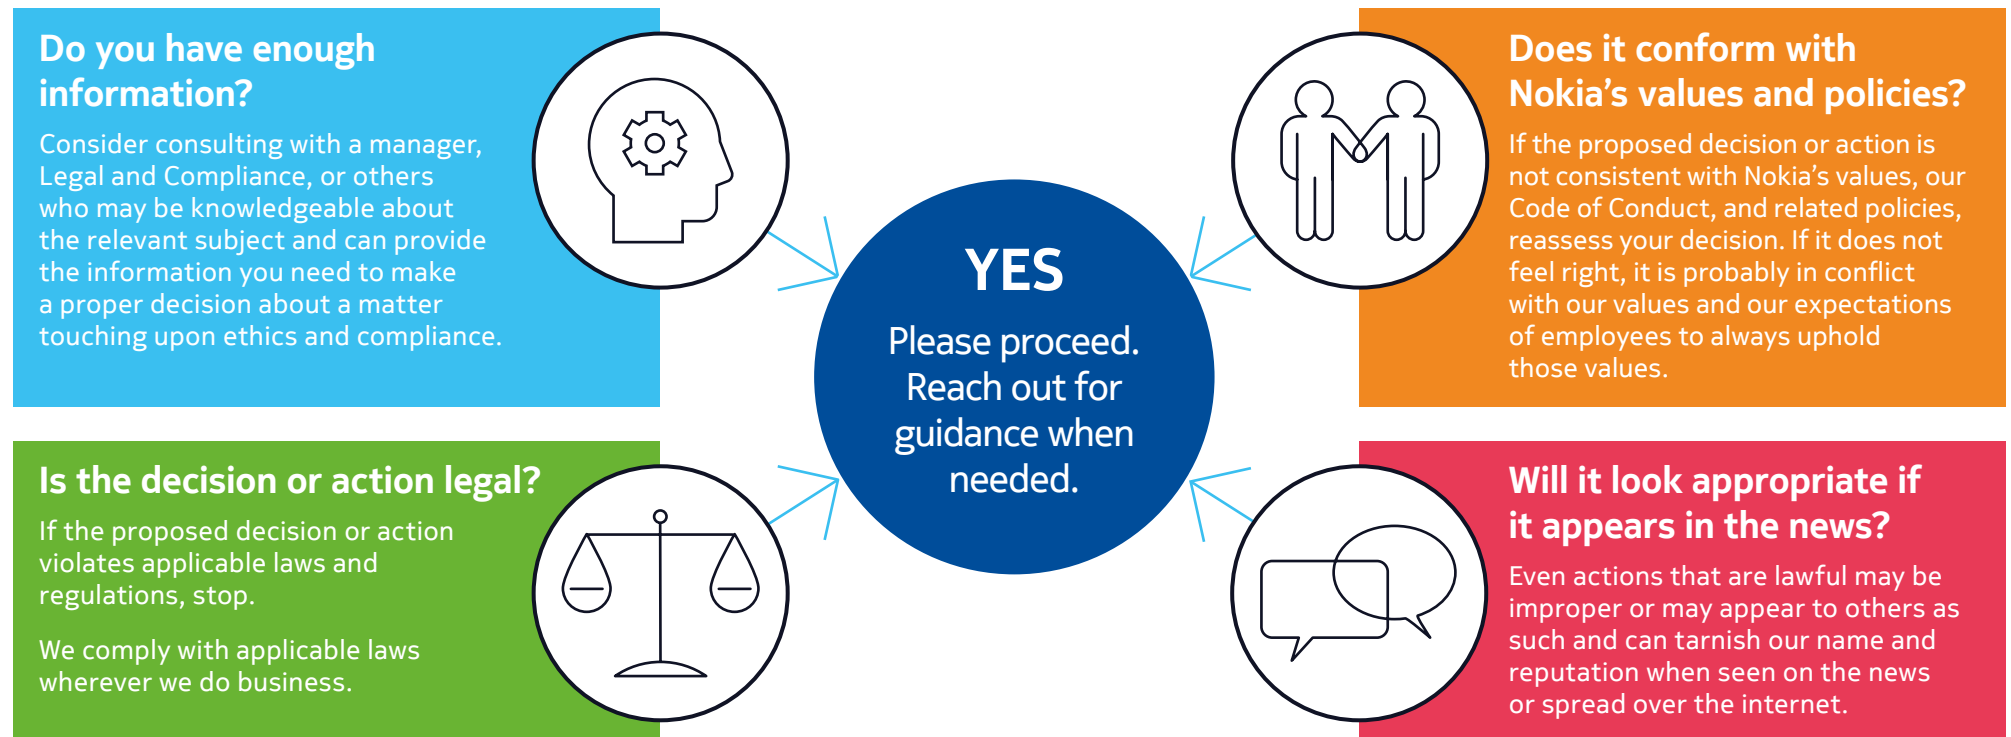 Do you have enough
information?
Consider consulting with a manager,
Legal and Compliance, or others
who may be knowledgeable about
the relevant subject and can provide
the information you need to make
a proper decision about a matter
touching upon ethics and compliance.
Is the decision or action legal?
If the proposed decision or action
violates applicable laws and
regulations, stop.
We comply with applicable laws
wherever we do business.
YES
Please proceed.
Reach out for
guidance when
needed.
Does it conform with
Nokia’s values and policies?
If the proposed decision or action is
not consistent with Nokia’s values, our
Code of Conduct, and related policies,
reassess your decision. If it does not
feel right, it is probably in conflict
with our values and our expectations
of employees to always uphold
those values.
Will it look appropriate if
it appears in the news?
Even actions that are lawful may be
improper or may appear to others as
such and can tarnish our name and
reputation when seen on the news
or spread over the internet.